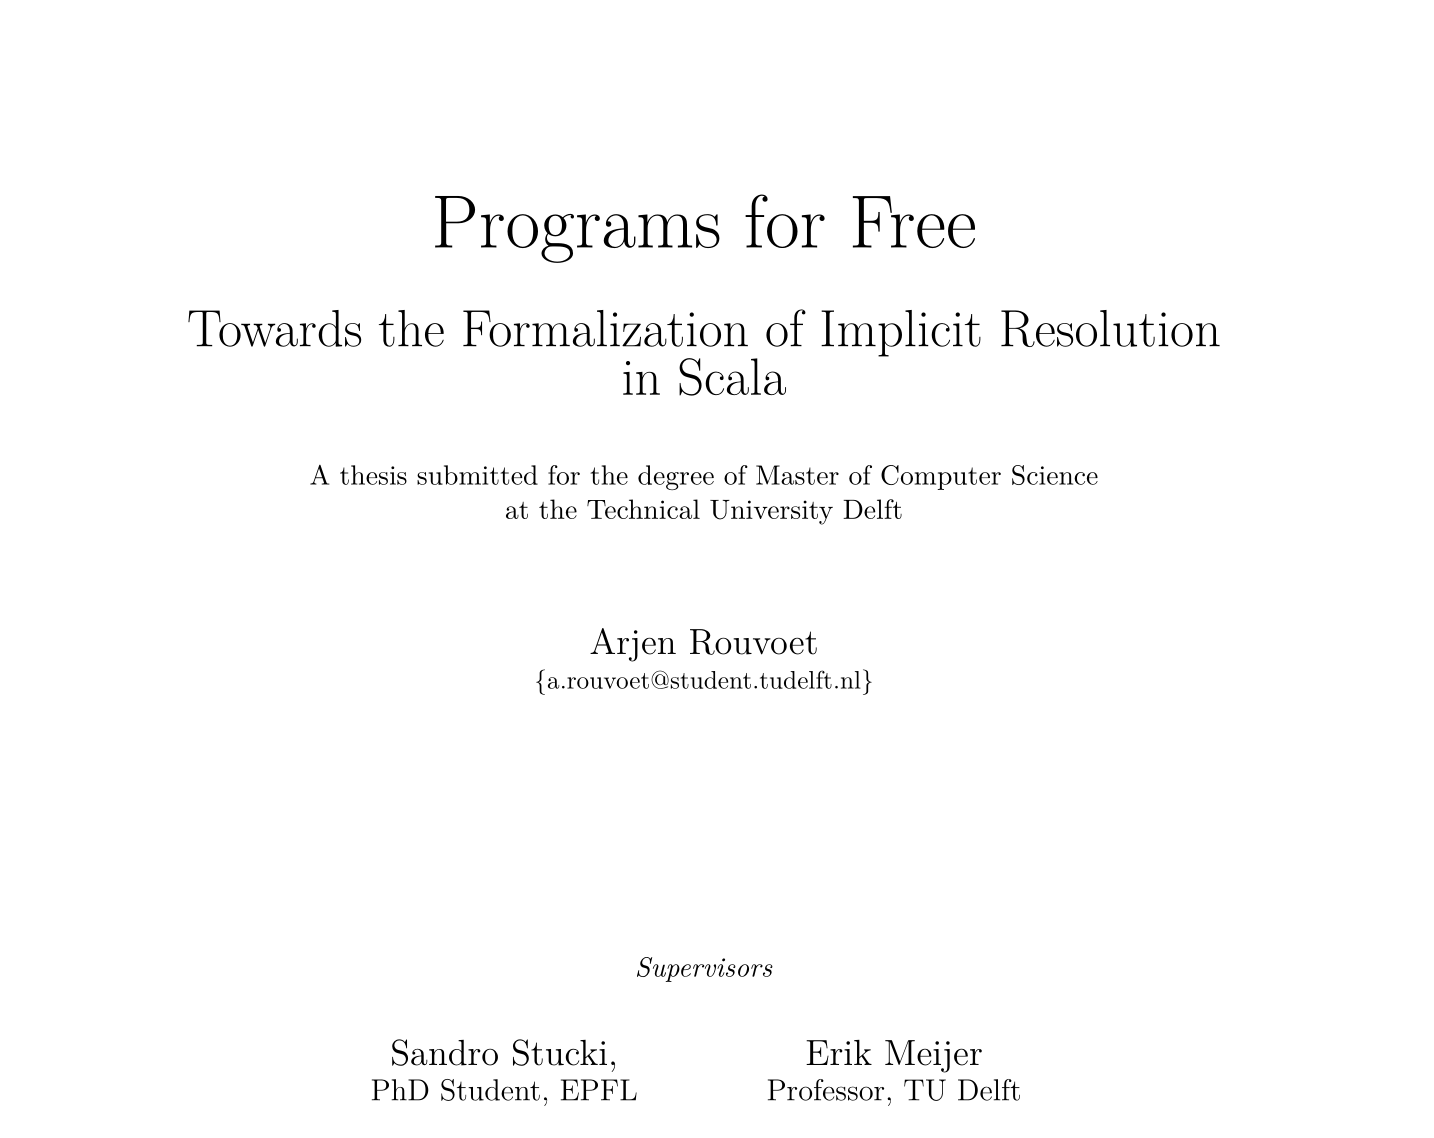 Programs for Free
Towards the Formalization of Implicit Resolution
in Scala
A thesis submitted for the degree of Master of Computer Science
at the Technical University Delft
Arjen Rouvoet
{a.rouvoet@student.tudelft.nl}
Supervisors
Sandro Stucki,
PhD Student, EPFL
Erik Meijer
Professor, TU Delft